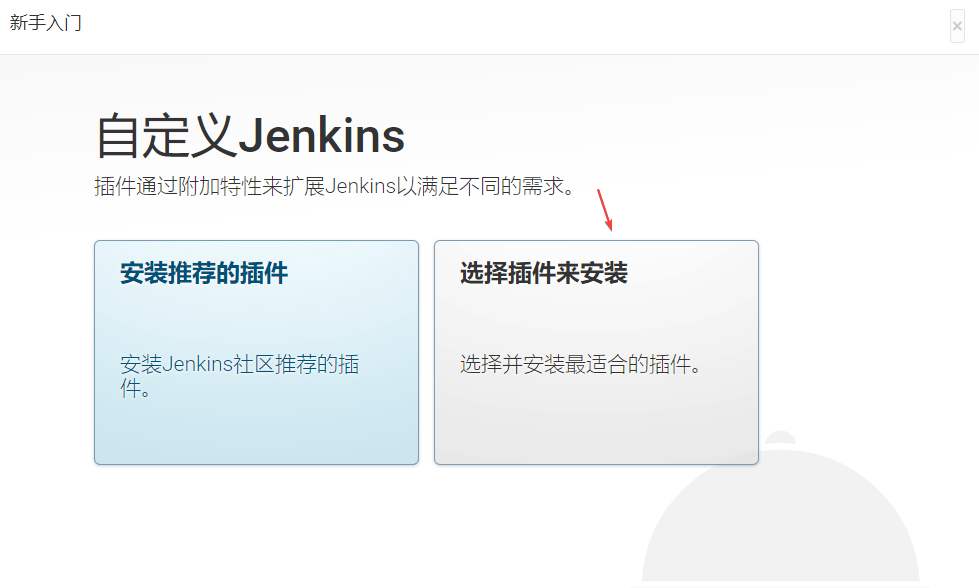 新手入门
×
自定义Jenkins
插件通过附加特性来扩展Jenkins以满足不同的需求。
安装推荐的插件
安装Jenkins社区推荐的插
件。
选择插件来安装
选择并安装最适合的插件。